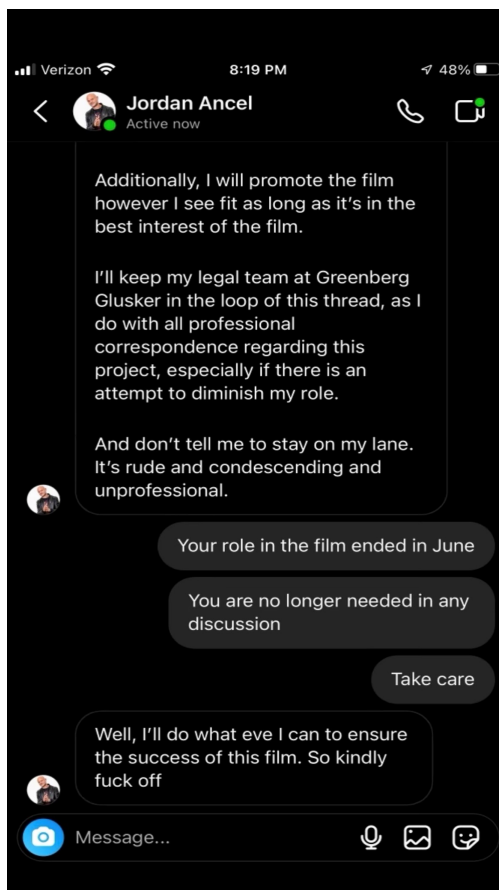 Verizon 8:19 PM 48%
Jordan Ancel
Active now
Additionally, I will promote the film
however I see fit as long as it's in the
best interest of the film.
I'll keep my legal team at Greenberg
Glusker in the loop of this thread, as I
do with all professional
correspondence regarding this
project, especially if there is an
attempt to diminish my role.
And don't tell me to stay on my lane.
It's rude and condescending and
unprofessional.
Your role in the film ended in June
You are no longer needed in any
discussion
Take care
Well, I'll do what eve I can to ensure
the success of this film. So kindly
fuck off
Message...